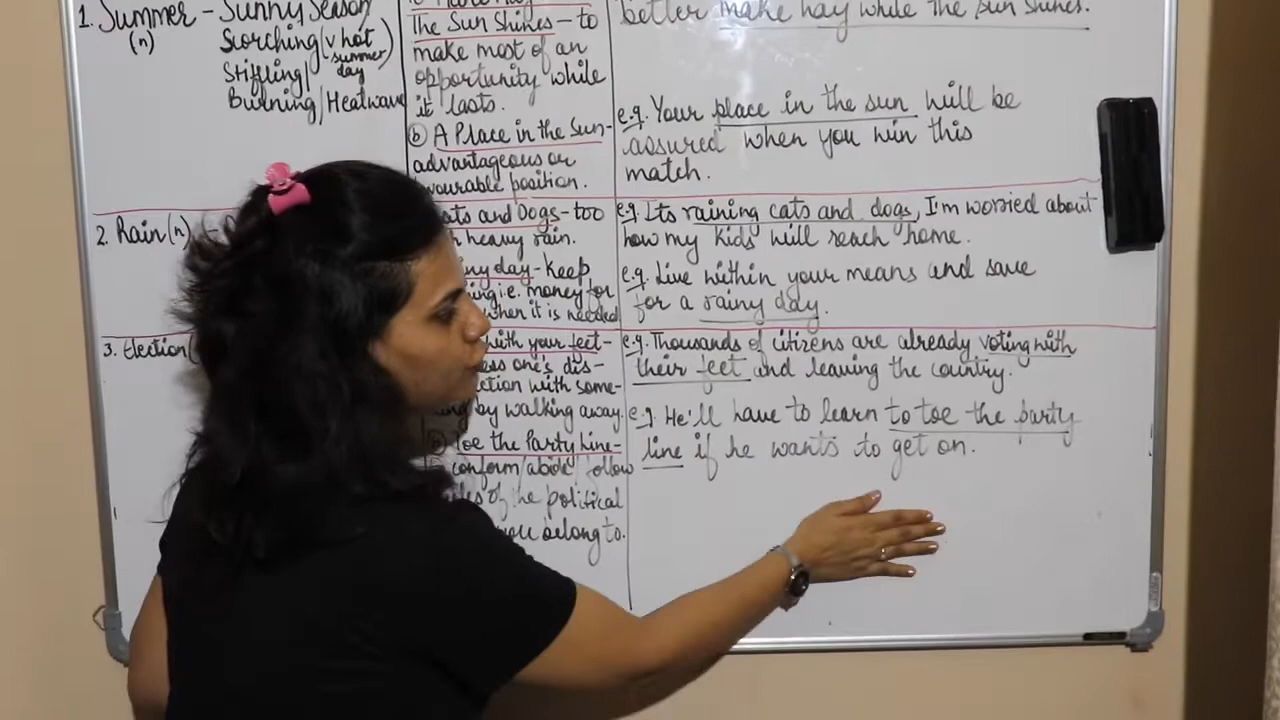 1. Summer - Sunny Season
(n)
Scorching (v hot
summer
day)
Stifling/
Burning/Heatwave
The Sun Shines - to
make most of an
opportunity while
it lasts.
(b) A Place in the Sun-
advantageous or
favourable position.
better make hay while the sun shines.
e.g. Your place in the sun will be
assured when you win this
match.
2. Rain (n) -
Cats and Dogs - too
heavy rain.
rainy day - keep
i.e. money for
when it is needed
e.g. Its raining cats and dogs, I'm worried about
how my kids will reach home.
e.g. Live within your means and save
for a rainy day.
3. Election
with your feet -
one's dis-
with some-
by walking away.
(b) Toe the Party Line-
conform/abide/follow
of the political
you belong to.
e.g. Thousands of citizens are already voting with
their feet and leaving the country.
e.g. He'll have to learn to toe the party
line if he wants to get on.